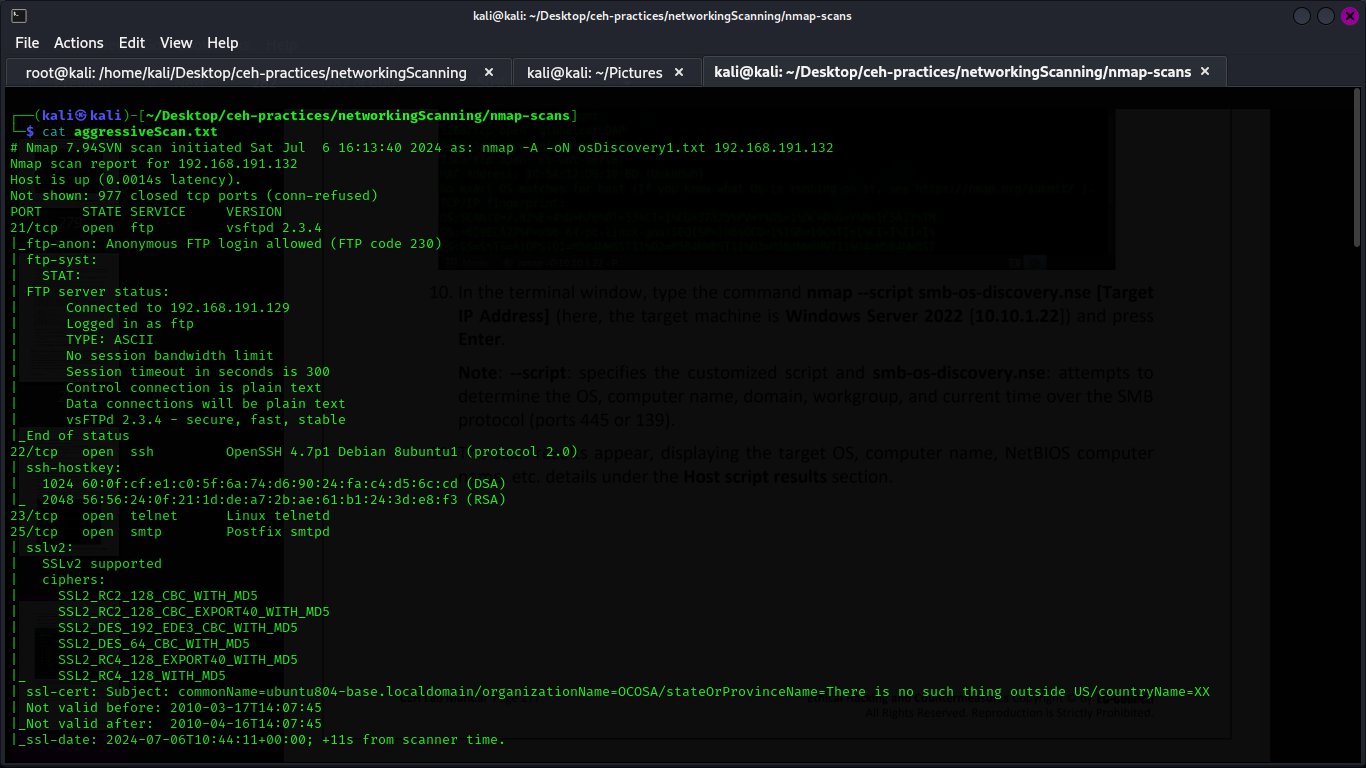 kali@kali: ~/Desktop/ceh-practices/networkingScanning/nmap-scans
File Actions Edit View Help
root@kali: /home/kali/Desktop/ceh-practices/networkingScanning × kali@kali: ~/Pictures × kali@kali: ~/Desktop/ceh-practices/networkingScanning/nmap-scans ×
┌──(kali㉿kali)-[~/Desktop/ceh-practices/networkingScanning/nmap-scans]
└─$ cat aggressiveScan.txt
# Nmap 7.94SVN scan initiated Sat Jul  6 16:13:40 2024 as: nmap -A -oN osDiscovery1.txt 192.168.191.132
Nmap scan report for 192.168.191.132
Host is up (0.0014s latency).
Not shown: 977 closed tcp ports (conn-refused)
PORT     STATE SERVICE     VERSION
21/tcp   open  ftp         vsftpd 2.3.4
|_ftp-anon: Anonymous FTP login allowed (FTP code 230)
| ftp-syst:
|   STAT:
| FTP server status:
|      Connected to 192.168.191.129
|      Logged in as ftp
|      TYPE: ASCII
|      No session bandwidth limit
|      Session timeout in seconds is 300
|      Control connection is plain text
|      Data connections will be plain text
|      vsFTPd 2.3.4 - secure, fast, stable
|_End of status
22/tcp   open  ssh         OpenSSH 4.7p1 Debian 8ubuntu1 (protocol 2.0)
| ssh-hostkey:
|   1024 60:0f:cf:e1:c0:5f:6a:74:d6:90:24:fa:c4:d5:6c:cd (DSA)
|_  2048 56:56:24:0f:21:1d:de:a7:2b:ae:61:b1:24:3d:e8:f3 (RSA)
23/tcp   open  telnet      Linux telnetd
25/tcp   open  smtp        Postfix smtpd
| sslv2:
|   SSLv2 supported
|   ciphers:
|     SSL2_RC2_128_CBC_WITH_MD5
|     SSL2_RC2_128_CBC_EXPORT40_WITH_MD5
|     SSL2_DES_192_EDE3_CBC_WITH_MD5
|     SSL2_DES_64_CBC_WITH_MD5
|     SSL2_RC4_128_EXPORT40_WITH_MD5
|_    SSL2_RC4_128_WITH_MD5
| ssl-cert: Subject: commonName=ubuntu804-base.localdomain/organizationName=OCOSA/stateOrProvinceName=There is no such thing outside US/countryName=XX
| Not valid before: 2010-03-17T14:07:45
|_Not valid after:  2010-04-16T14:07:45
|_ssl-date: 2024-07-06T10:44:11+00:00; +11s from scanner time.
10. In the terminal window, type the command nmap --script smb-os-discovery.nse [Target
IP Address] (here, the target machine is Windows Server 2022 [10.10.1.22]) and press
Enter.
Note: --script: specifies the customized script and smb-os-discovery.nse: attempts to
determine the OS, computer name, domain, workgroup, and current time over the SMB
protocol (ports 445 or 139).
appear, displaying the target OS, computer name, NetBIOS computer
name, etc. details under the Host script results section.
All Rights Reserved. Reproduction is Strictly Prohibited.